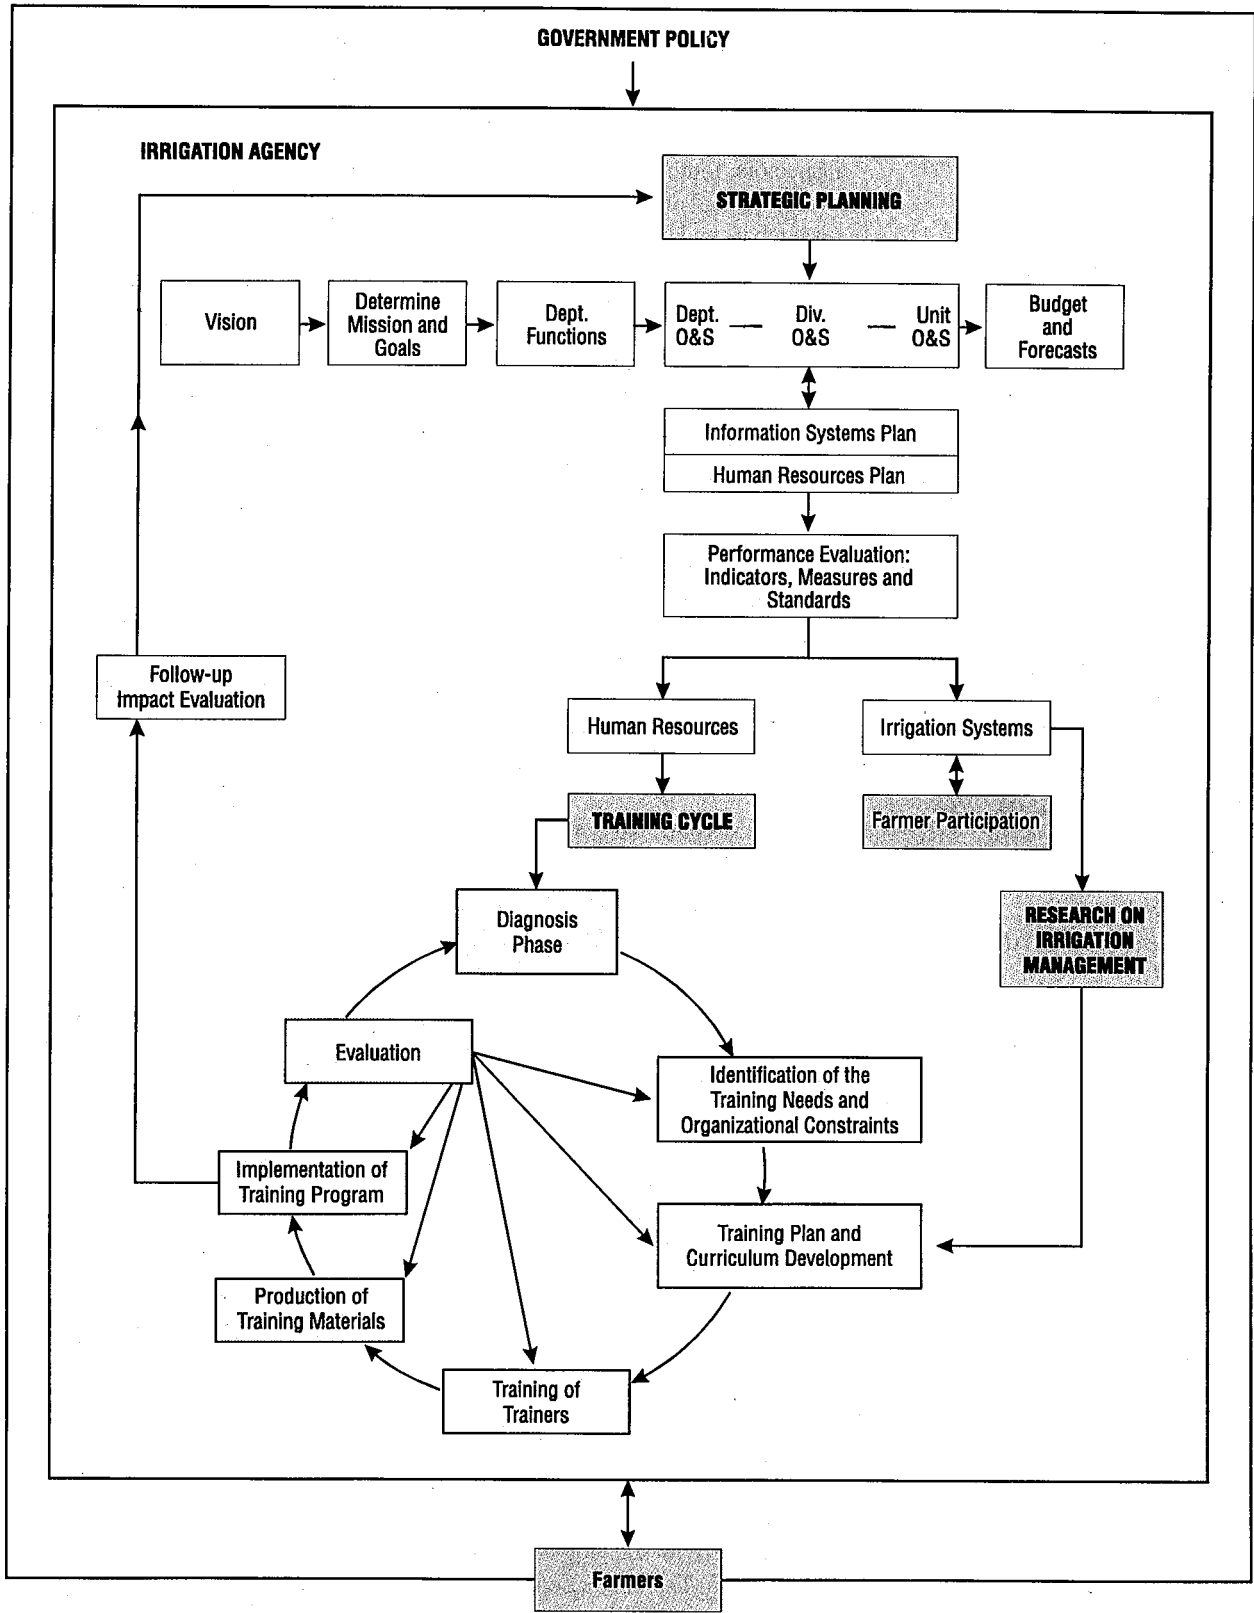 GOVERNMENT POLICY
IRRIGATION AGENCY
STRATEGIC PLANNING
Vision
Determine
Mission and
Goals
Dept.
Functions
Dept. — Div. — Unit
O&S O&S O&S
Budget
and
Forecasts
Information Systems Plan
Human Resources Plan
Performance Evaluation:
Indicators, Measures and
Standards
Follow-up
Impact Evaluation
Human Resources
Irrigation Systems
TRAINING CYCLE
Farmer Participation
Diagnosis
Phase
RESEARCH ON
IRRIGATION
MANAGEMENT
Evaluation
Identification of the
Training Needs and
Organizational Constraints
Implementation of
Training Program
Training Plan and
Curriculum Development
Production of
Training Materials
Training of
Trainers
Farmers